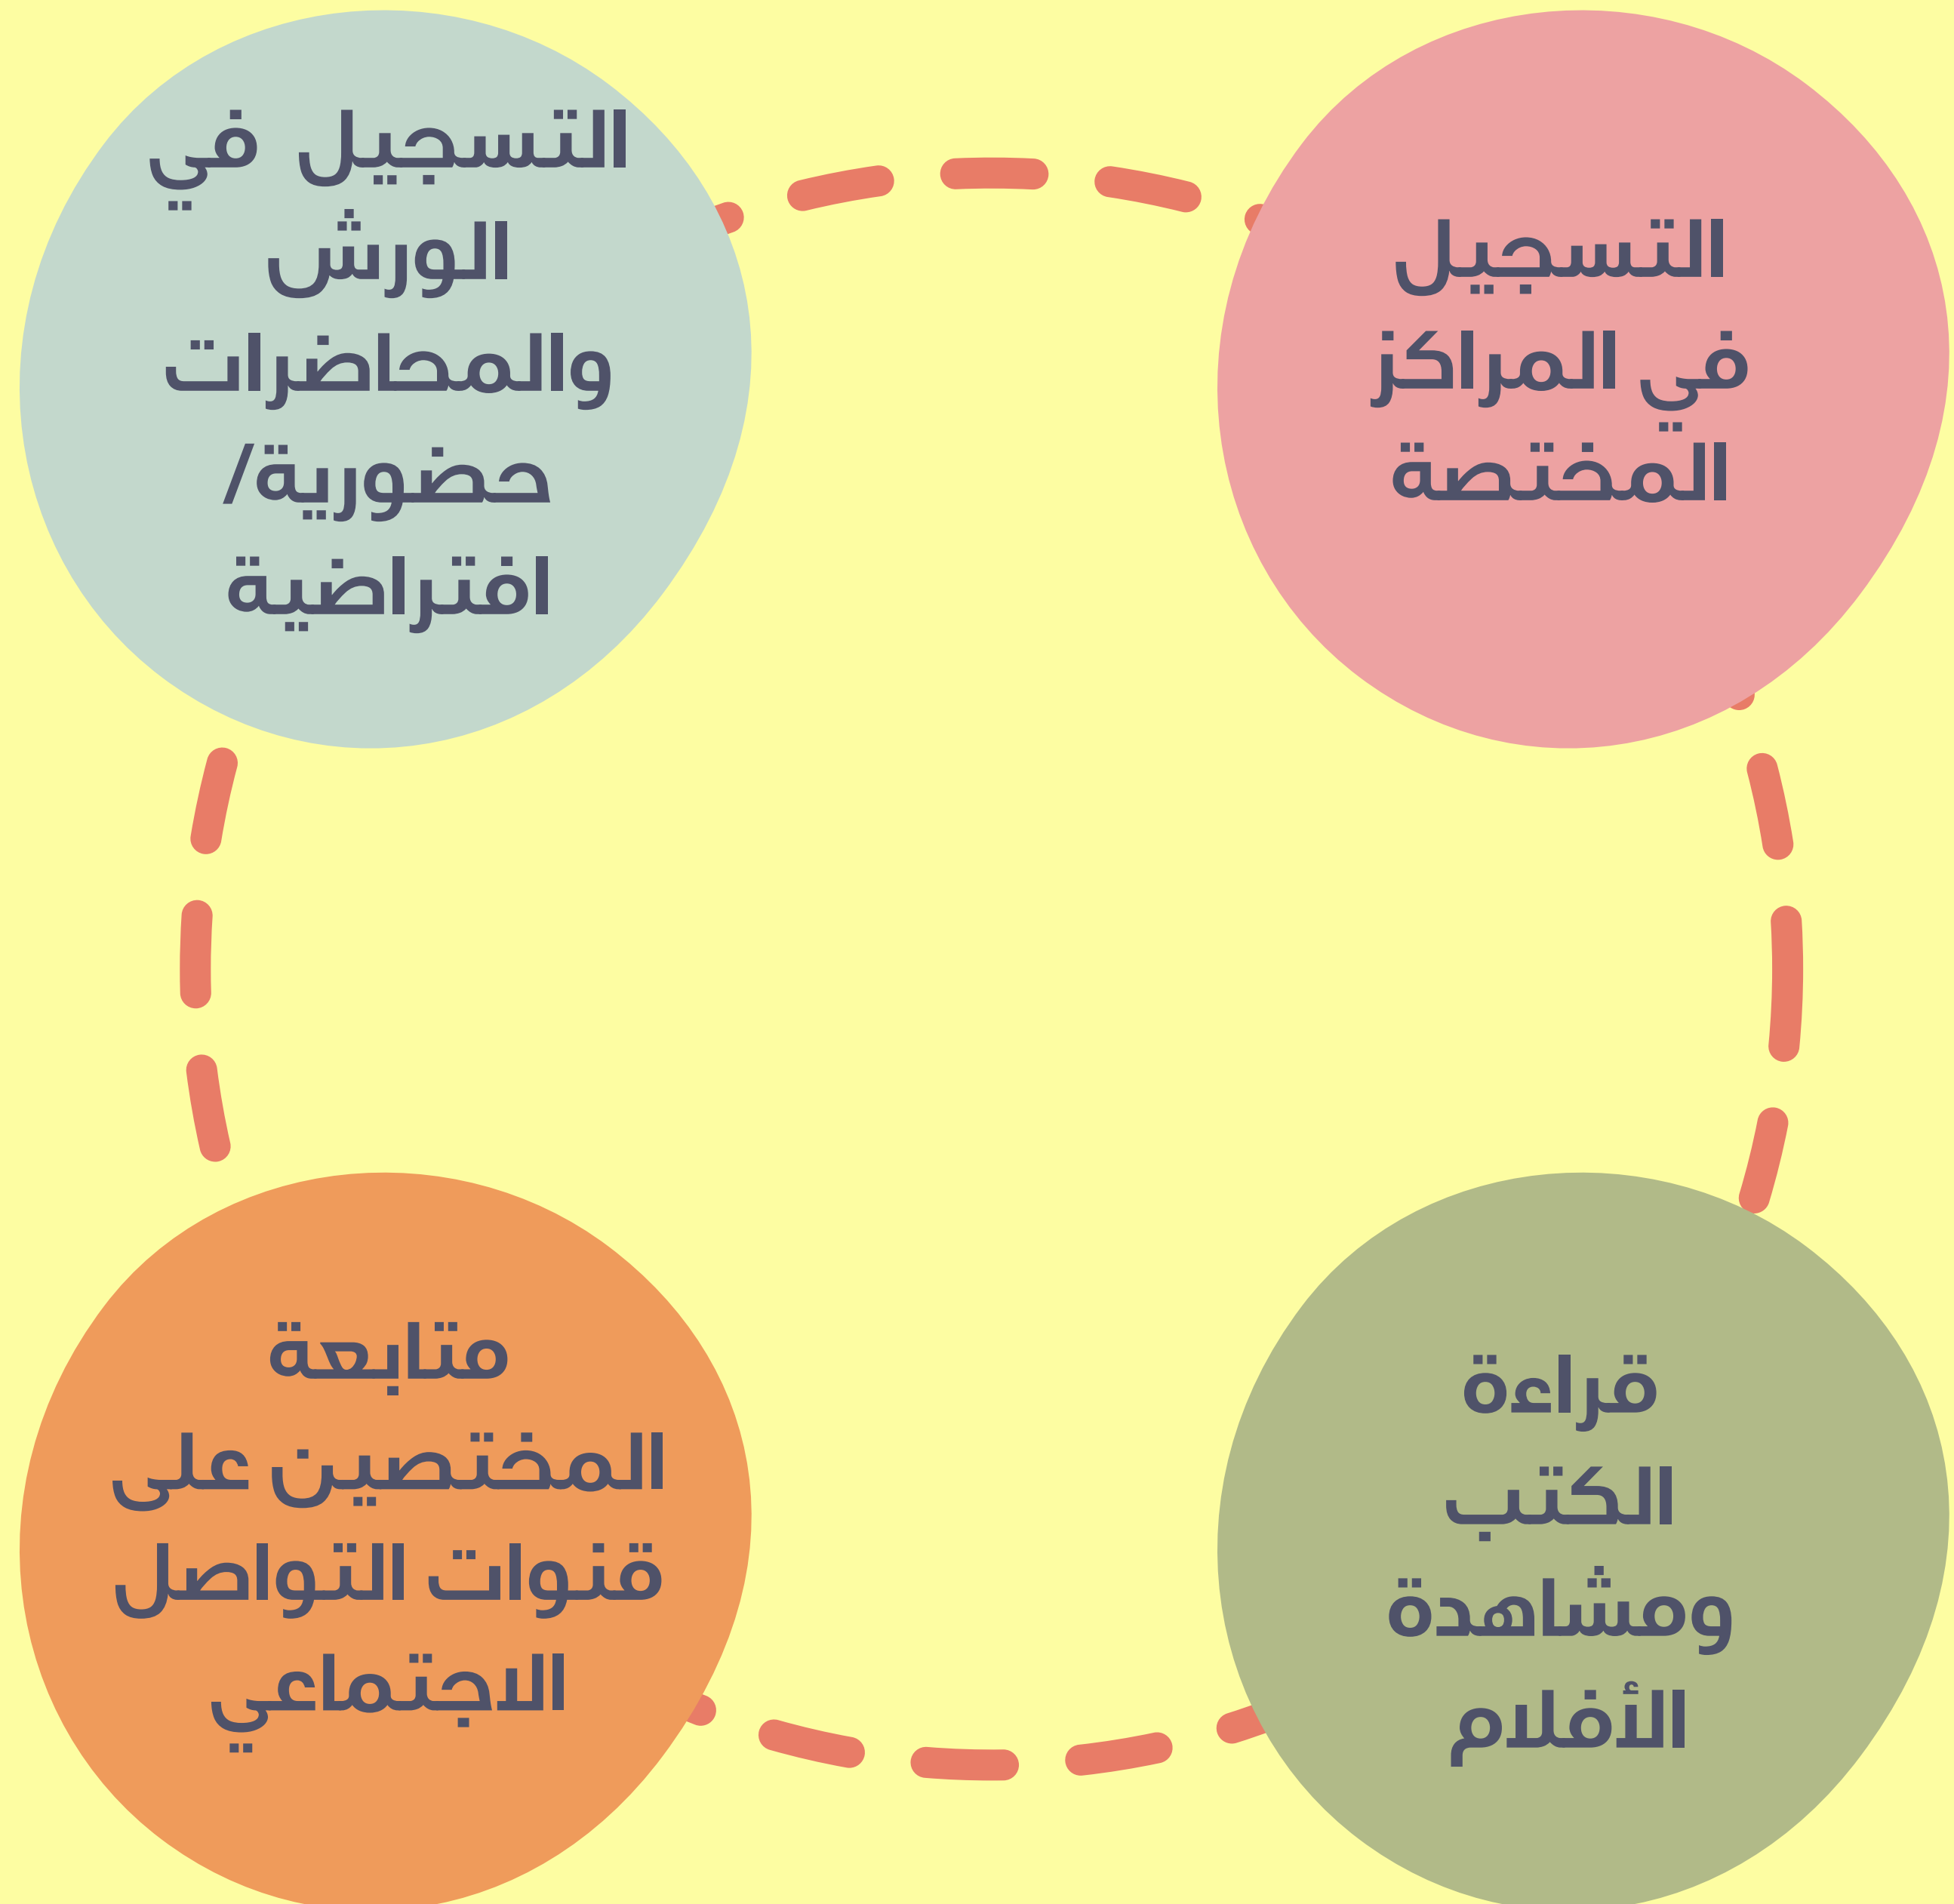 التسجيل
في المراكز
المختصة
التسجيل في
الورش
والمحاضرات
حضورية/
افتراضية
قراءة
الكتب
ومشاهدة
الأفلام
متابعة
المختصين على
قنوات التواصل
الاجتماعي